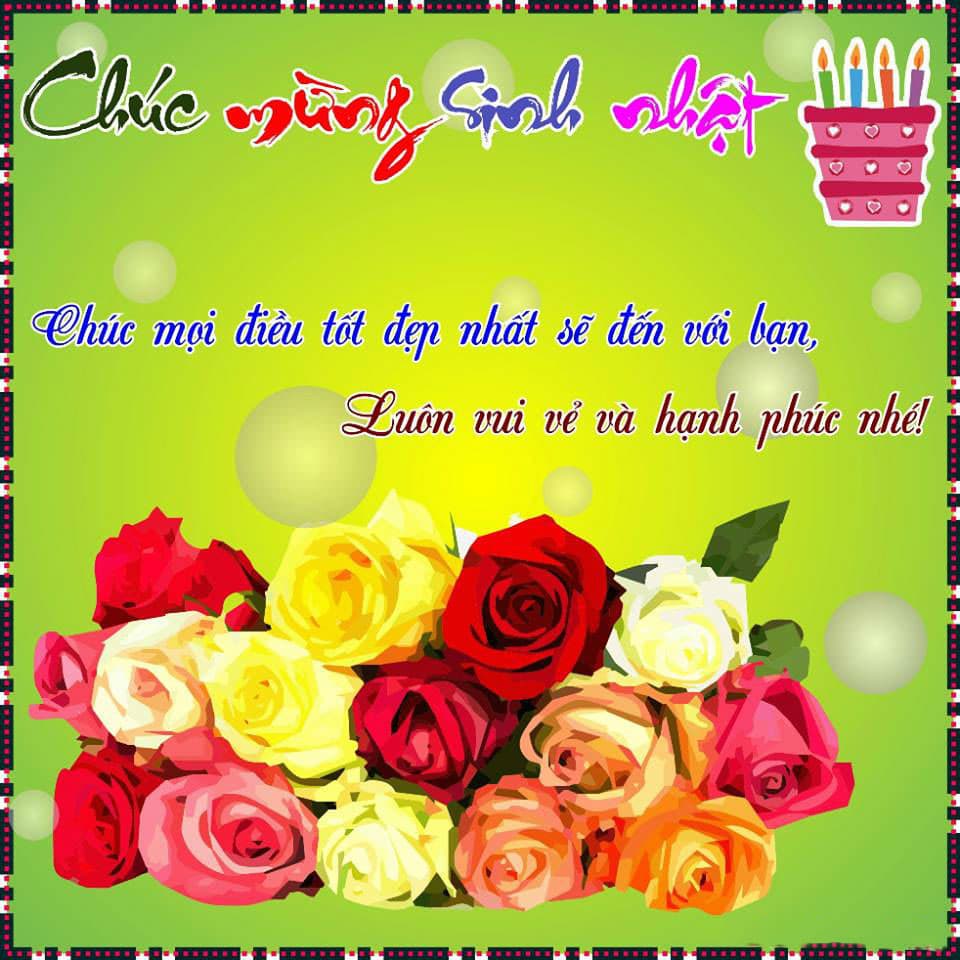 Chúc mừng sinh nhật
Chúc mọi điều tốt đẹp nhất sẽ đến với bạn,
Luôn vui vẻ và hạnh phúc nhé!